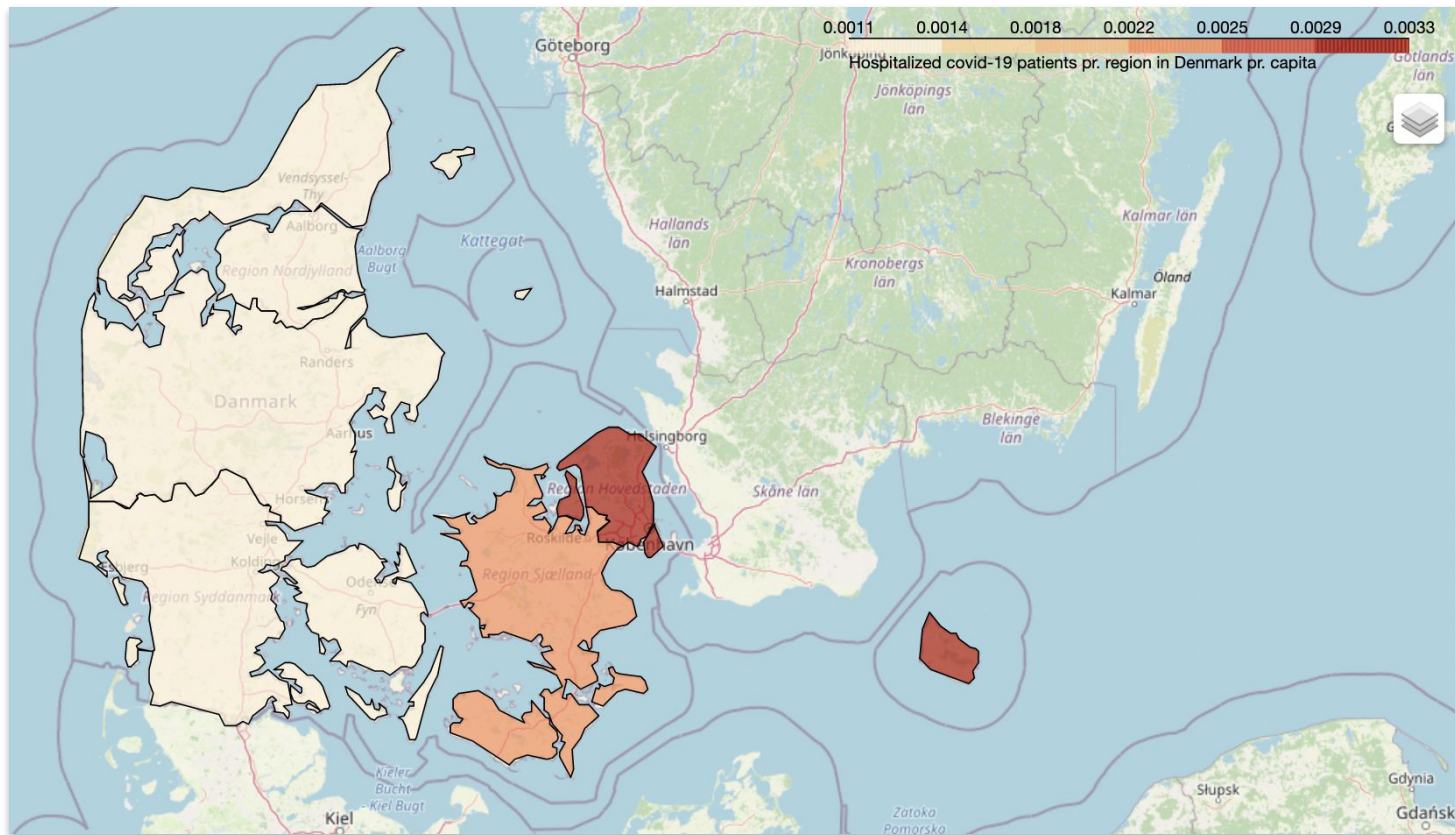 0.0011 0.0014 0.0018 0.0022 0.0025 0.0029 0.0033
Hospitalized covid-19 patients pr. region in Denmark pr. capita
Göteborg
Jönköping
Gotlands
län
Jönköpings
län
Vendsyssel-
Thy
Aalborg
Kalmar län
Hallands
län
Kattegat
Aalborg
Bugt
Region Nordjylland
Kronobergs
län
Öland
Halmstad
Kalmar
Randers
Danmark
Blekinge
län
Aarhus
Helsingborg
Region Hovedstaden
Skåne län
Horsens
Vejle
Roskilde
København
Kolding
Esbjerg
Odense
Region Sjælland
Region Syddanmark
Fyn
Kieler
Bucht
- Kiel Bugt
Gdynia
Słupsk
Kiel
Zatoka
Pomorska
Gdańsk